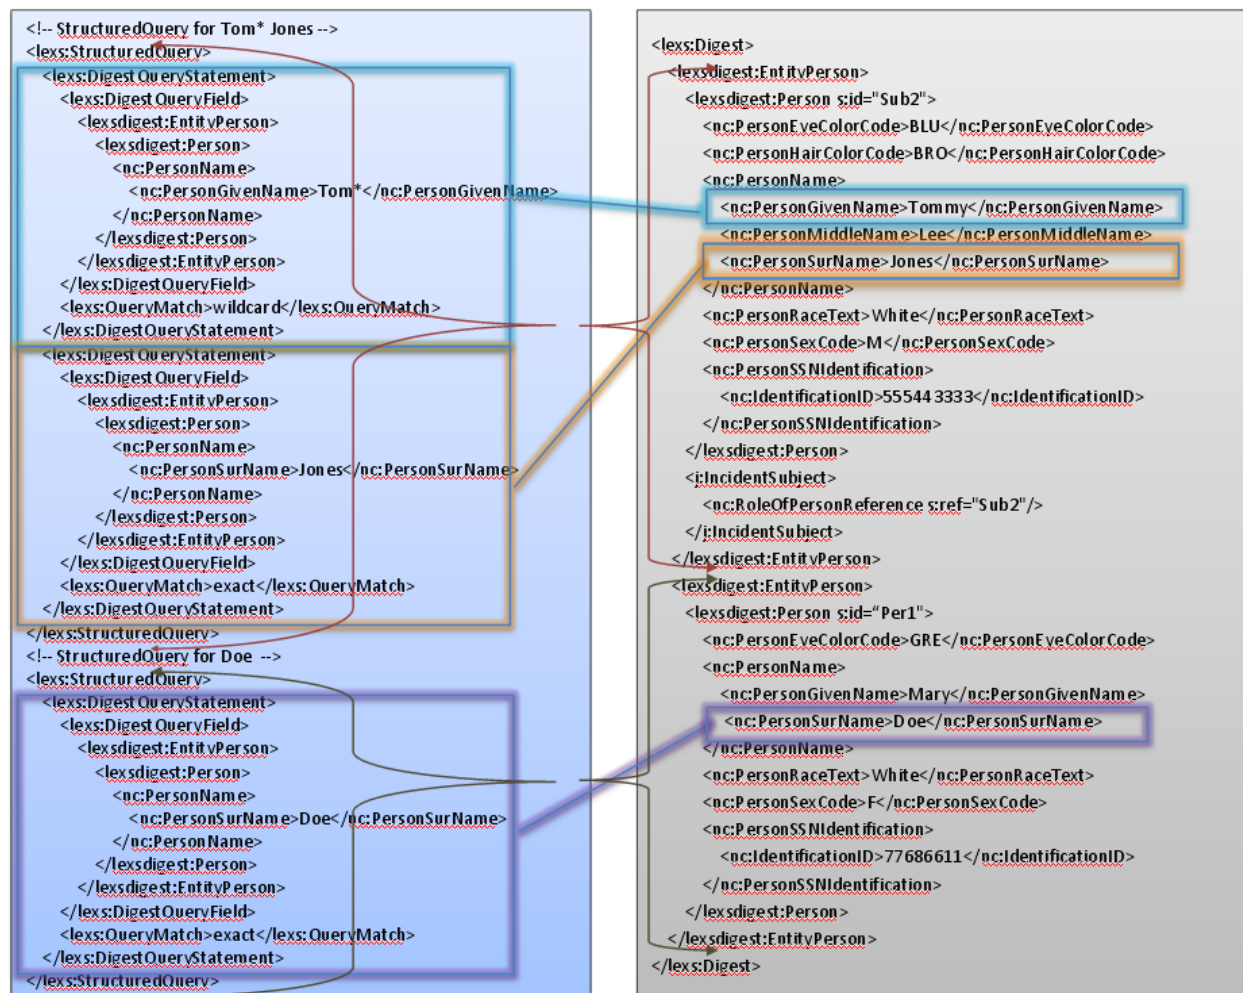 <!-- StructuredQuery for Tom* Jones -->
<lexs:StructuredQuery>
<lexs:DigestQueryStatement>
<lexs:DigestQueryField>
<lexsdigest:EntityPerson>
<lexsdigest:Person>
<nc:PersonName>
<nc:PersonGivenName>Tom*</nc:PersonGivenName>
</nc:PersonName>
</lexsdigest:Person>
</lexsdigest:EntityPerson>
</lexs:DigestQueryField>
<lexs:QueryMatch>wildcard</lexs:QueryMatch>
</lexs:DigestQueryStatement>
<lexs:DigestQueryStatement>
<lexs:DigestQueryField>
<lexsdigest:EntityPerson>
<lexsdigest:Person>
<nc:PersonName>
<nc:PersonSurName>Jones</nc:PersonSurName>
</nc:PersonName>
</lexsdigest:Person>
</lexsdigest:EntityPerson>
</lexs:DigestQueryField>
<lexs:QueryMatch>exact</lexs:QueryMatch>
</lexs:DigestQueryStatement>
</lexs:StructuredQuery>
<!-- StructuredQuery for Doe -->
<lexs:StructuredQuery>
<lexs:DigestQueryStatement>
<lexs:DigestQueryField>
<lexsdigest:EntityPerson>
<lexsdigest:Person>
<nc:PersonName>
<nc:PersonSurName>Doe</nc:PersonSurName>
</nc:PersonName>
</lexsdigest:Person>
</lexsdigest:EntityPerson>
</lexs:DigestQueryField>
<lexs:QueryMatch>exact</lexs:QueryMatch>
</lexs:DigestQueryStatement>
</lexs:StructuredQuery>
<lexs:Digest>
<lexsdigest:EntityPerson>
<lexsdigest:Person s:id="Sub2">
<nc:PersonEyeColorCode>BLU</nc:PersonEyeColorCode>
<nc:PersonHairColorCode>BRO</nc:PersonHairColorCode>
<nc:PersonName>
<nc:PersonGivenName>Tommy</nc:PersonGivenName>
<nc:PersonMiddleName>Lee</nc:PersonMiddleName>
<nc:PersonSurName>Jones</nc:PersonSurName>
</nc:PersonName>
<nc:PersonRaceText>White</nc:PersonRaceText>
<nc:PersonSexCode>M</nc:PersonSexCode>
<nc:PersonSSNIdentification>
<nc:IdentificationID>555443333</nc:IdentificationID>
</nc:PersonSSNIdentification>
</lexsdigest:Person>
<i:IncidentSubject>
<nc:RoleOfPersonReference s:ref="Sub2"/>
</i:IncidentSubject>
</lexsdigest:EntityPerson>
<lexsdigest:EntityPerson>
<lexsdigest:Person s:id=“Per1">
<nc:PersonEyeColorCode>GRE</nc:PersonEyeColorCode>
<nc:PersonName>
<nc:PersonGivenName>Mary</nc:PersonGivenName>
<nc:PersonSurName>Doe</nc:PersonSurName>
</nc:PersonName>
<nc:PersonRaceText>White</nc:PersonRaceText>
<nc:PersonSexCode>F</nc:PersonSexCode>
<nc:PersonSSNIdentification>
<nc:IdentificationID>77686611</nc:IdentificationID>
</nc:PersonSSNIdentification>
</lexsdigest:Person>
</lexsdigest:EntityPerson>
</lexs:Digest>